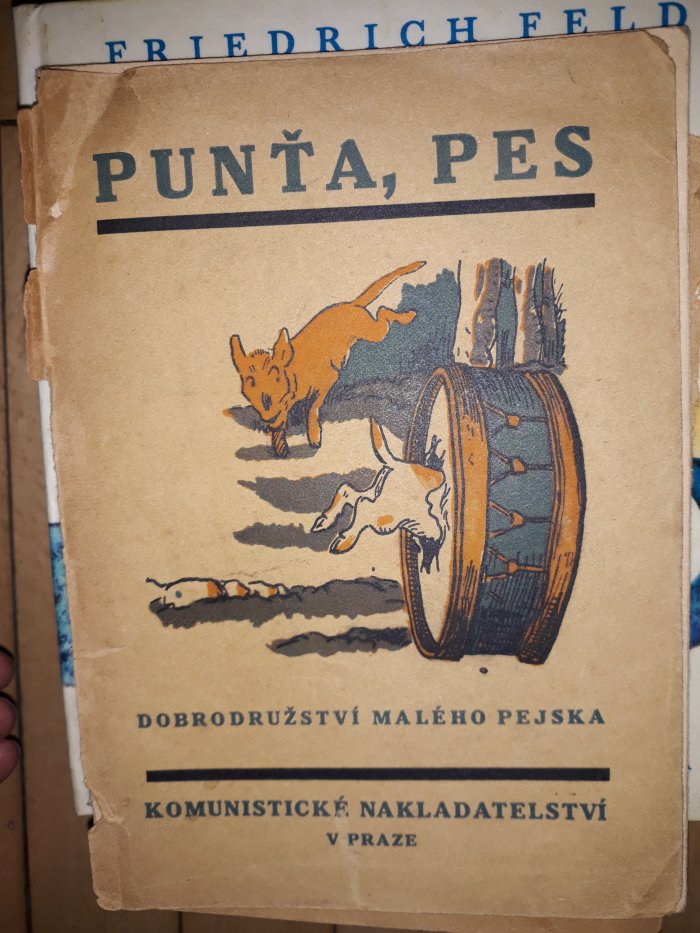 FRIEDRICH FELD
PUNŤA, PES
DOBRODRUŽSTVÍ MALÉHO PEJSKA
KOMUNISTICKÉ NAKLADATELSTVÍ
V PRAZE